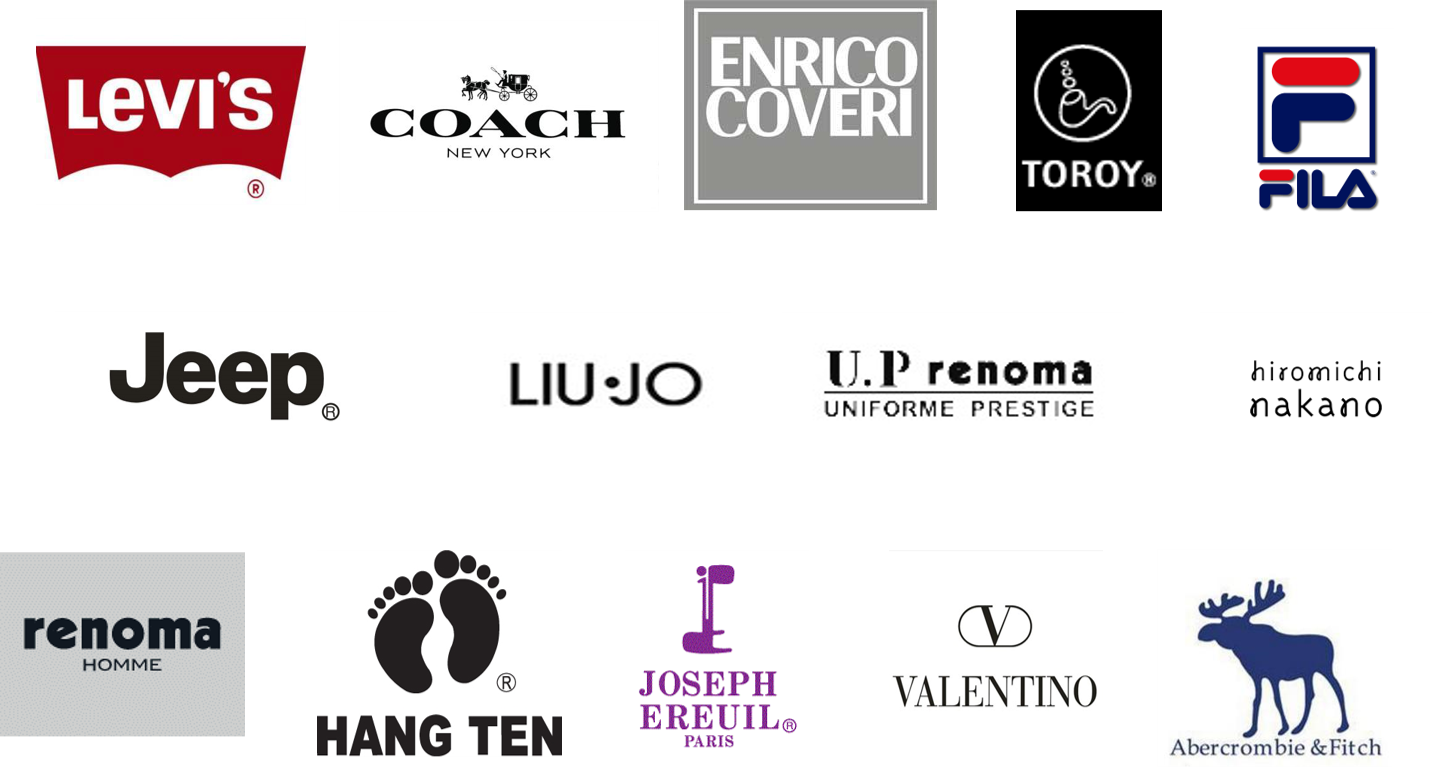 LEVI'S
®
COACH
NEW YORK
ENRICO
COVERI
TOROY®
FILA
Jeep®
LIU·JO
U.P renoma
UNIFORME PRESTIGE
hiromichi
nakano
renoma
HOMME
®
HANG TEN
JOSEPH
EREUIL®
PARIS
V
VALENTINO
Abercrombie & Fitch